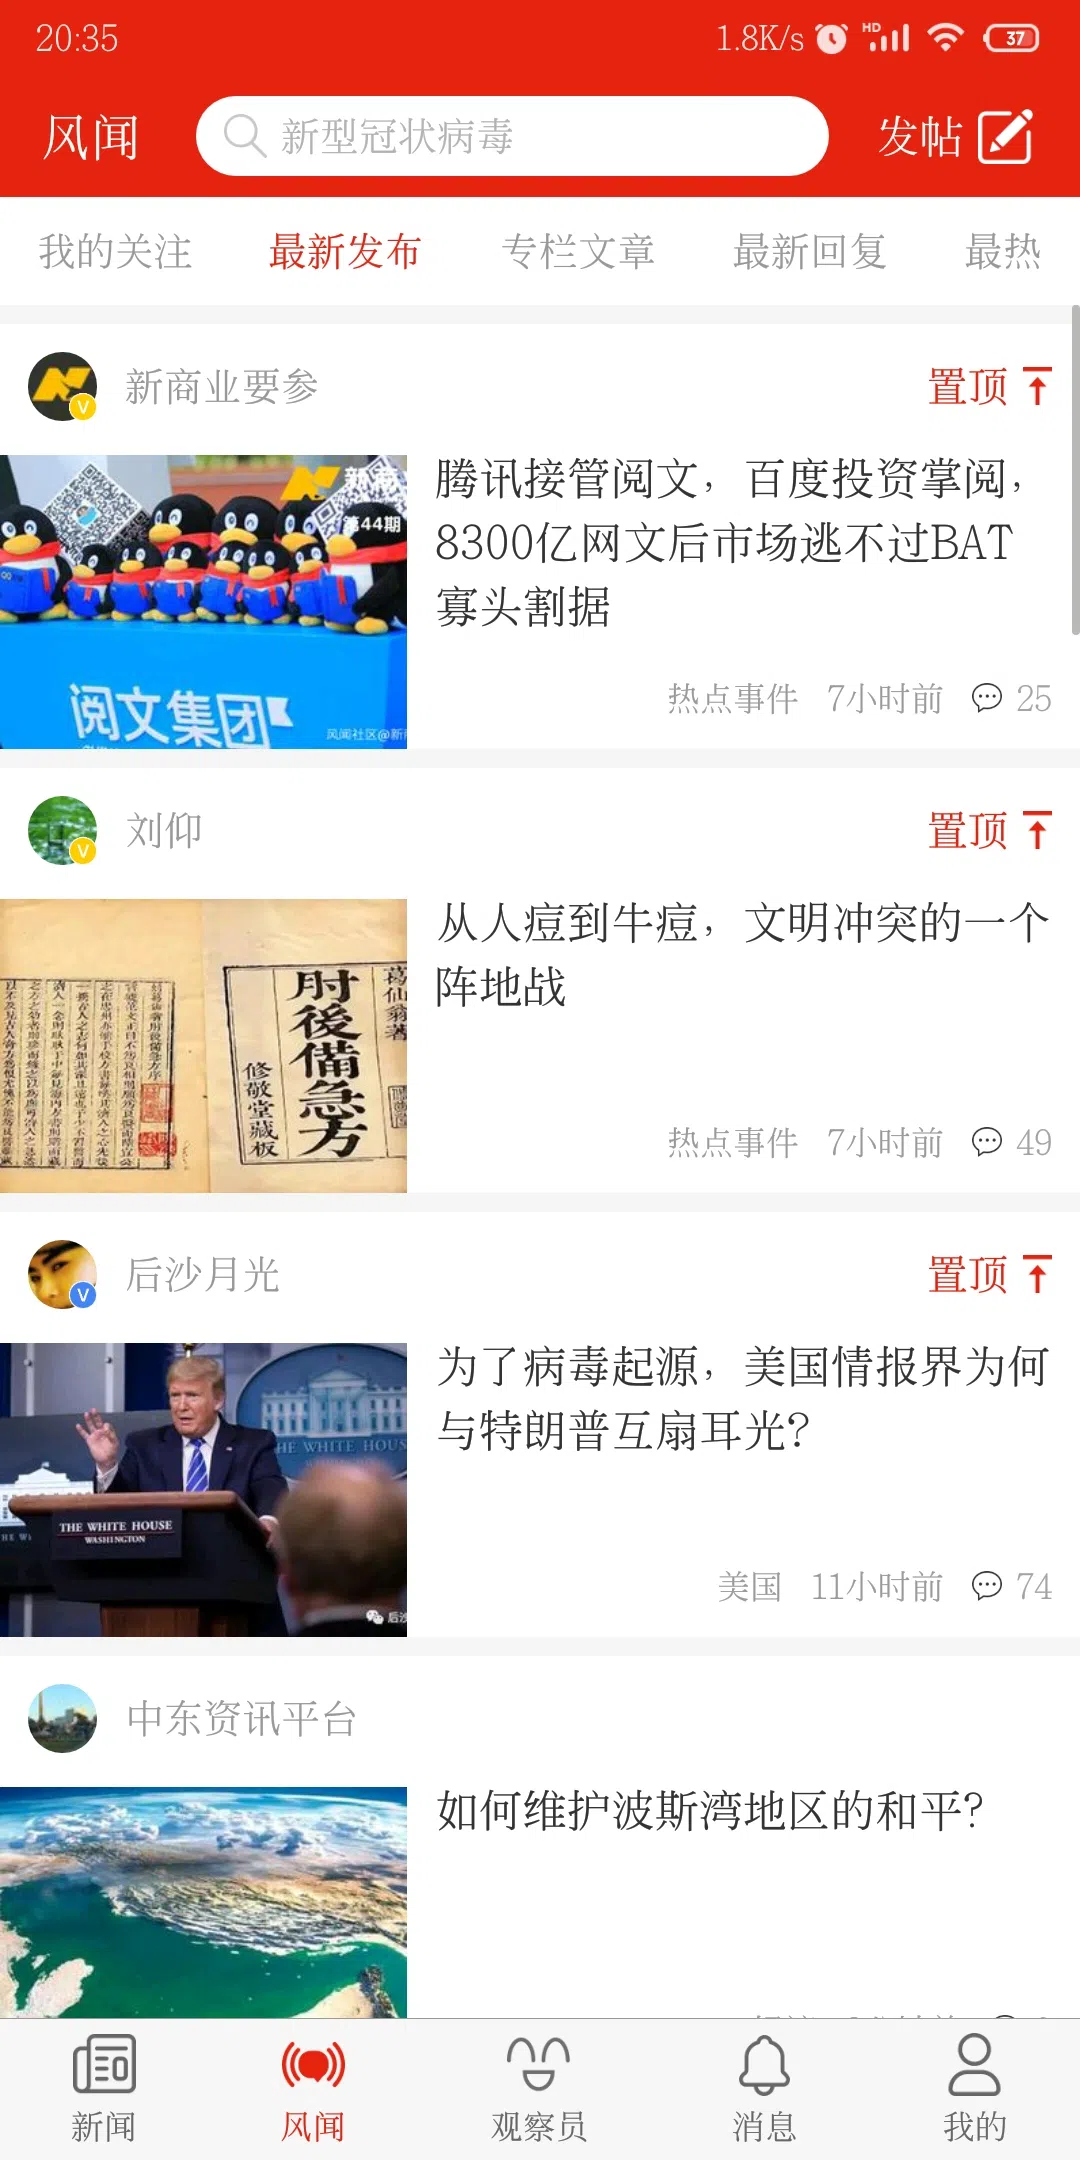 20:35
1.8K/s
HD
37
风闻
新型冠状病毒
发帖
我的关注
最新发布
专栏文章
最新回复
最热
新商业要参
置顶
新商
第44期
阅文集团
风闻社区@新
腾讯接管阅文，百度投资掌阅，
8300亿网文后市场逃不过BAT
寡头割据
热点事件 7小时前 25
刘仰
置顶
葛仙翁著
肘後備急方
修敬堂藏板
从人痘到牛痘，文明冲突的一个
阵地战
热点事件 7小时前 49
后沙月光
置顶
THE WHITE HOUS
THE WHITE HOUSE
WASHINGTON
后沙
为了病毒起源，美国情报界为何
与特朗普互扇耳光？
美国 11小时前 74
中东资讯平台
如何维护波斯湾地区的和平？
新闻
风闻
观察员
消息
我的